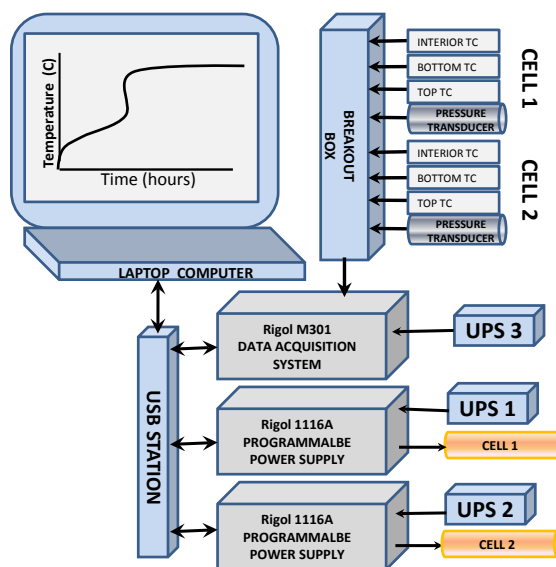 Temperature (C)
Time (hours)
LAPTOP COMPUTER
BREAKOUT
BOX
INTERIOR TC
BOTTOM TC
TOP TC
PRESSURE
TRANSDUCER
CELL 1
INTERIOR TC
BOTTOM TC
TOP TC
PRESSURE
TRANSDUCER
CELL 2
USB STATION
Rigol M301
DATA ACQUISITION
SYSTEM
UPS 3
Rigol 1116A
PROGRAMMALBE
POWER SUPPLY
UPS 1
CELL 1
Rigol 1116A
PROGRAMMALBE
POWER SUPPLY
UPS 2
CELL 2